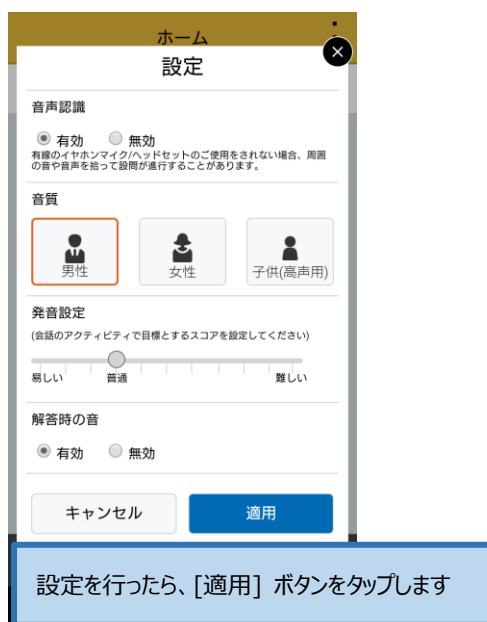 ホーム
設定
音声認識
有効 無効
有線のイヤホンマイク/ヘッドセットのご使用をされない場合、周囲
の音や音声を拾って設問が進行することがあります。
音質
男性 女性 子供(高声用)
発音設定
(会話のアクティビティで目標とするスコアを設定してください)
易しい 普通 難しい
解答時の音
有効 無効
キャンセル 適用
設定を行ったら、[適用] ボタンをタップします